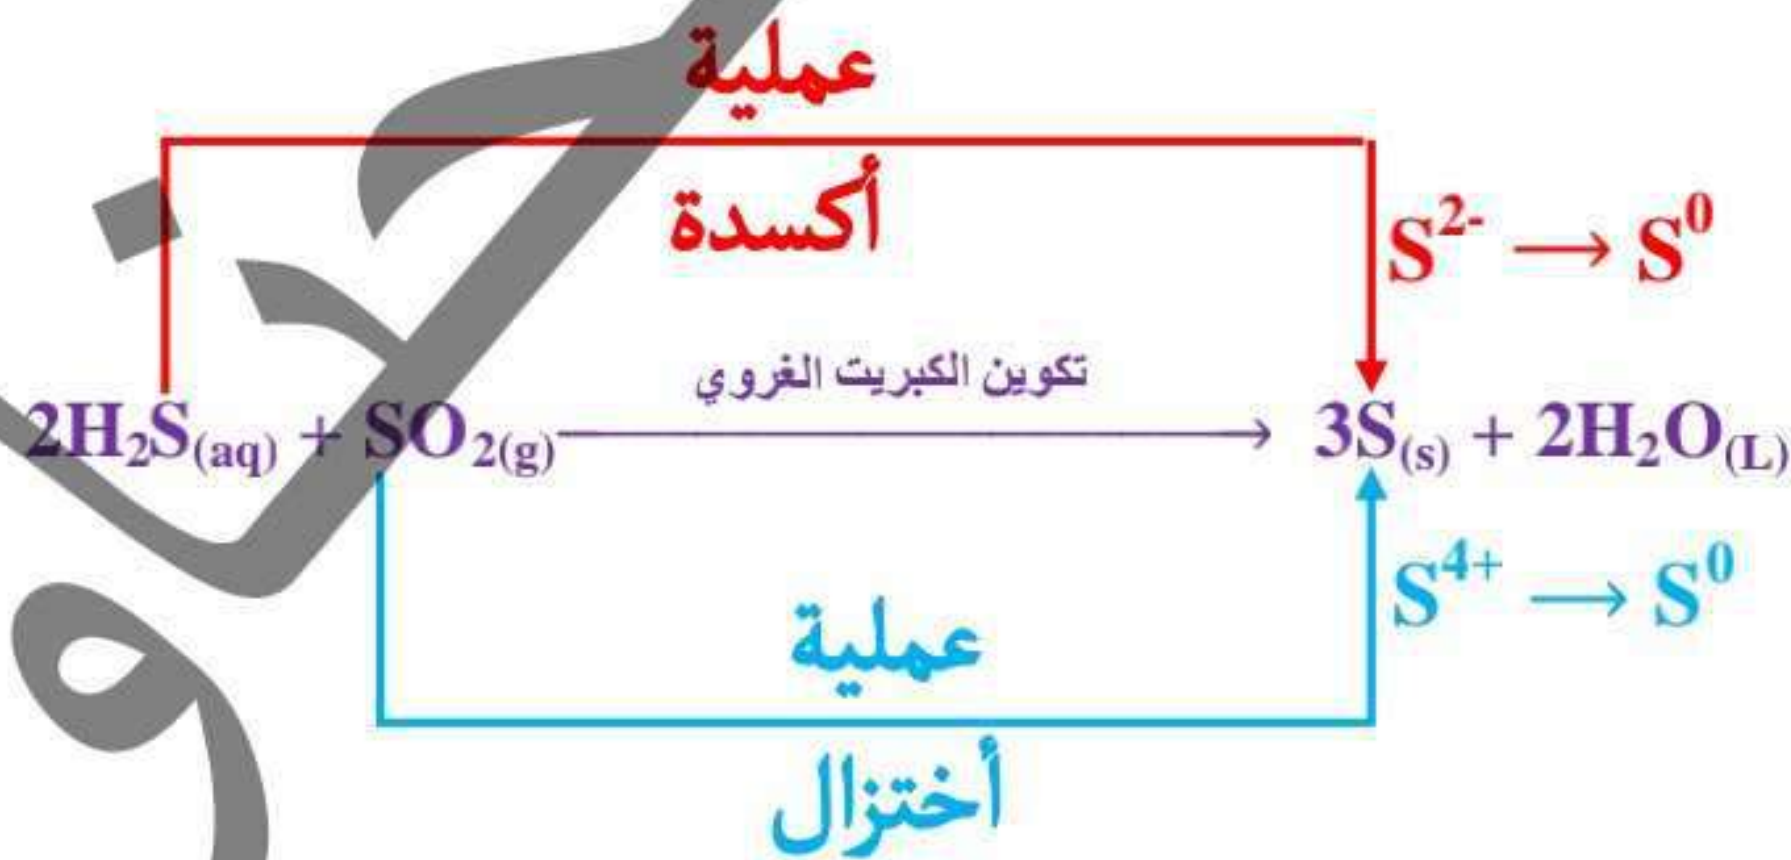 عملية
أكسدة
S²⁻ ⟶ S⁰
تكوين الكبريت الغروي
2H₂S(aq) + SO₂(g) ⟶ 3S(s) + 2H₂O(L)
S⁴⁺ ⟶ S⁰
عملية
أختزال